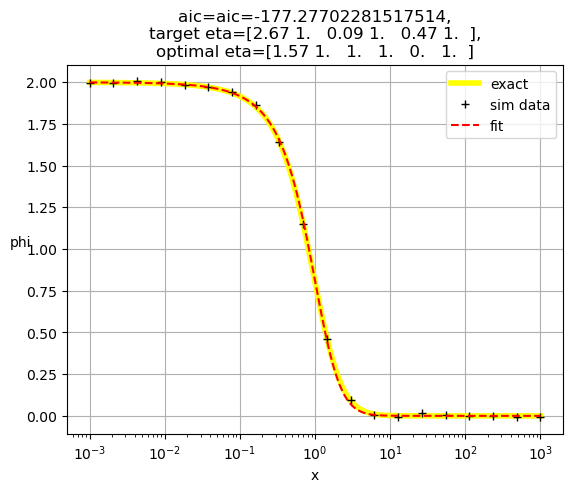 aic=aic=-177.27702281517514,
target eta=[2.67 1.   0.09 1.   0.47 1.  ],
optimal eta=[1.57 1.   1.   1.   0.   1.  ]
2.00
1.75
1.50
1.25
1.00
0.75
0.50
0.25
0.00
phi
exact
sim data
fit
10⁻³
10⁻²
10⁻¹
10⁰
10¹
10²
10³
x